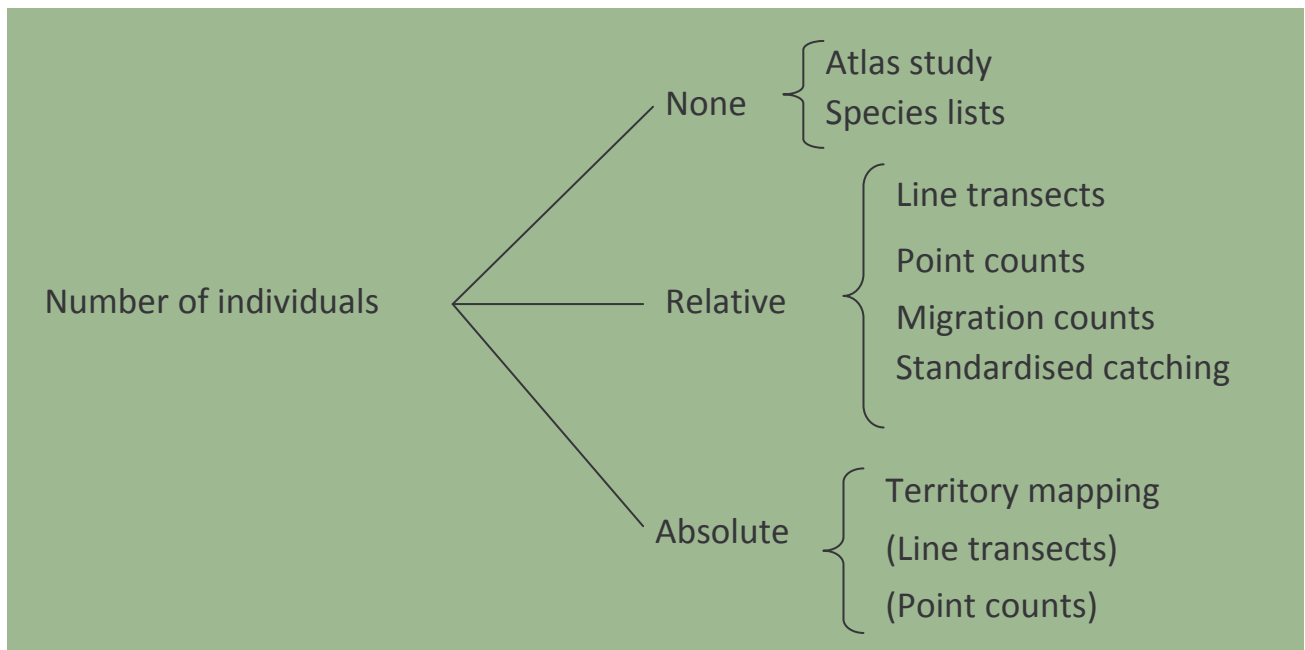 Number of individuals
None
Atlas study
Species lists
Relative
Line transects
Point counts
Migration counts
Standardised catching
Absolute
Territory mapping
(Line transects)
(Point counts)